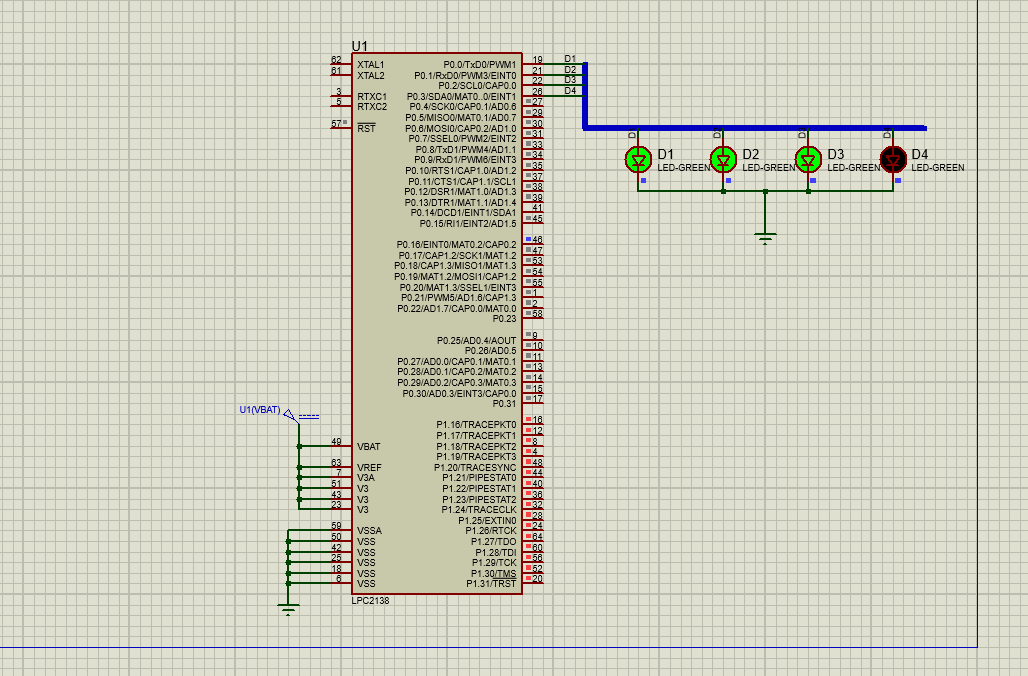 U1
62 XTAL1 P0.0/TxD0/PWM1 19 D1
61 XTAL2 P0.1/RxD0/PWM3/EINT0 21 D2
P0.2/SCL0/CAP0.0 22 D3
3 RTXC1 P0.3/SDA0/MAT0..0/EINT1 26 D4
5 RTXC2 P0.4/SCK0/CAP0.1/AD0.6 27
P0.5/MISO0/MAT0.1/AD0.7 29
57 RST P0.6/MOSI0/CAP0.2/AD1.0 30
P0.7/SSEL0/PWM2/EINT2 31
P0.8/TxD1/PWM4/AD1.1 33
P0.9/RxD1/PWM6/EINT3 34
P0.10/RTS1/CAP1.0/AD1.2 35
P0.11/CTS1/CAP1.1/SCL1 37
P0.12/DSR1/MAT1.0/AD1.3 38
P0.13/DTR1/MAT1.1/AD1.4 39
P0.14/DCD1/EINT1/SDA1 41
P0.15/RI1/EINT2/AD1.5 45
P0.16/EINT0/MAT0.2/CAP0.2 46
P0.17/CAP1.2/SCK1/MAT1.2 47
P0.18/CAP1.3/MISO1/MAT1.3 53
P0.19/MAT1.2/MOSI1/CAP1.2 54
P0.20/MAT1.3/SSEL1/EINT3 55
P0.21/PWM5/AD1.6/CAP1.3 1
P0.22/AD1.7/CAP0.0/MAT0.0 2
P0.23 58
P0.25/AD0.4/AOUT 9
P0.26/AD0.5 10
P0.27/AD0.0/CAP0.1/MAT0.1 11
P0.28/AD0.1/CAP0.2/MAT0.2 13
P0.29/AD0.2/CAP0.3/MAT0.3 14
P0.30/AD0.3/EINT3/CAP0.0 15
P0.31 17
U1(VBAT)
P1.16/TRACEPKT0 16
P1.17/TRACEPKT1 12
49 VBAT P1.18/TRACEPKT2 8
P1.19/TRACEPKT3 4
63 VREF P1.20/TRACESYNC 48
7 V3A P1.21/PIPESTAT0 44
51 V3 P1.22/PIPESTAT1 40
43 V3 P1.23/PIPESTAT2 36
23 V3 P1.24/TRACECLK 32
P1.25/EXTIN0 28
59 VSSA P1.26/RTCK 24
50 VSS P1.27/TDO 64
42 VSS P1.28/TDI 60
25 VSS P1.29/TCK 56
18 VSS P1.30/TMS 52
6 VSS P1.31/TRST 20
LPC2138
D1
LED-GREEN
D2
LED-GREEN
D3
LED-GREEN
D4
LED-GREEN